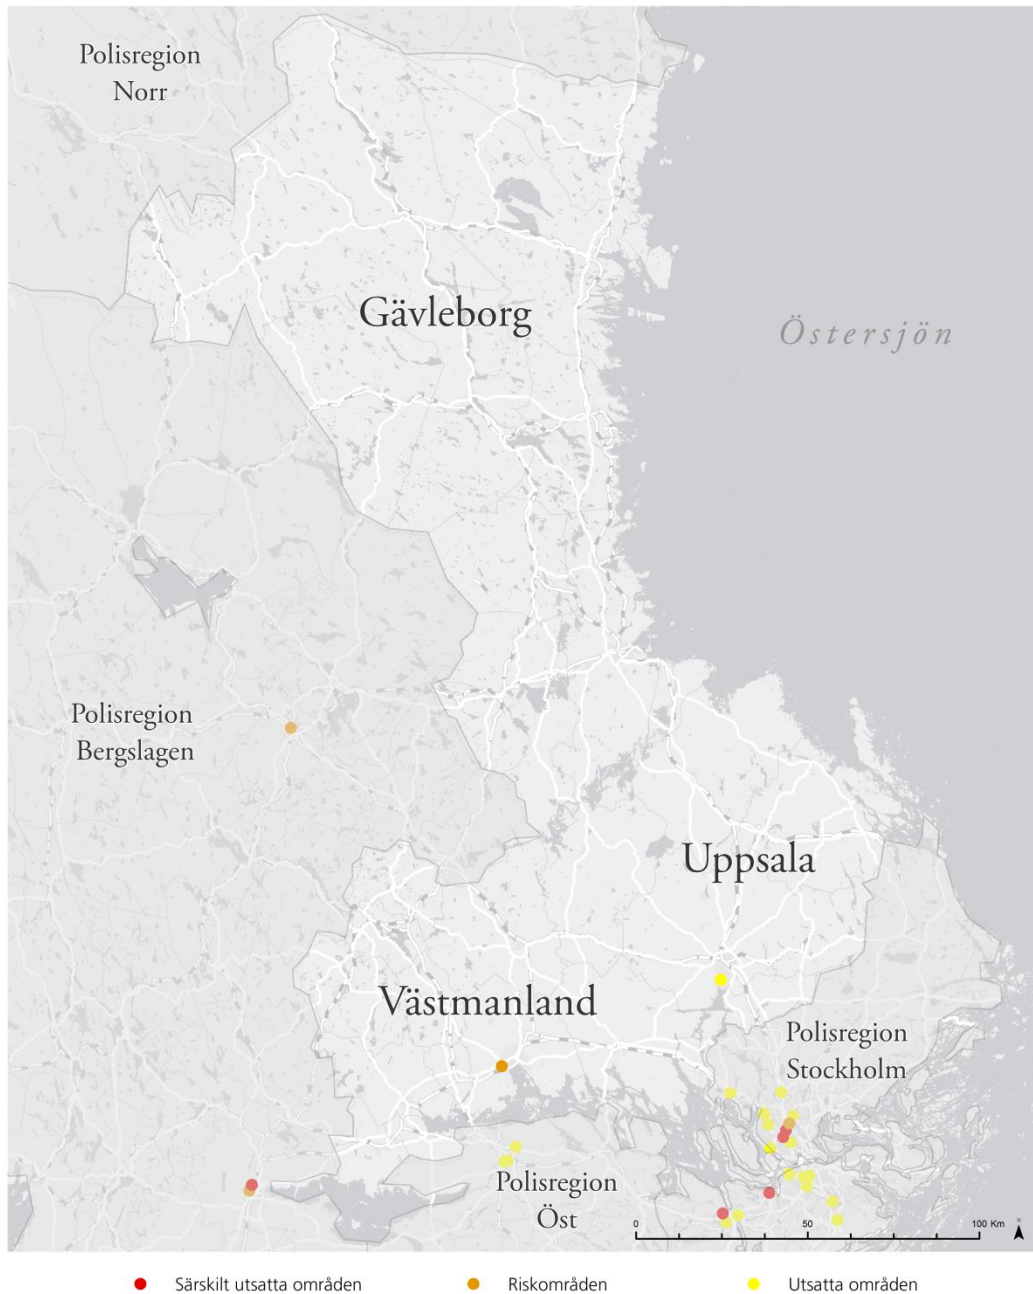 Polisregion
Norr
Gävleborg
Östersjön
Polisregion
Bergslagen
Uppsala
Västmanland
Polisregion
Stockholm
Polisregion
Öst
0 50 100 Km
N
Särskilt utsatta områden Riskområden Utsatta områden